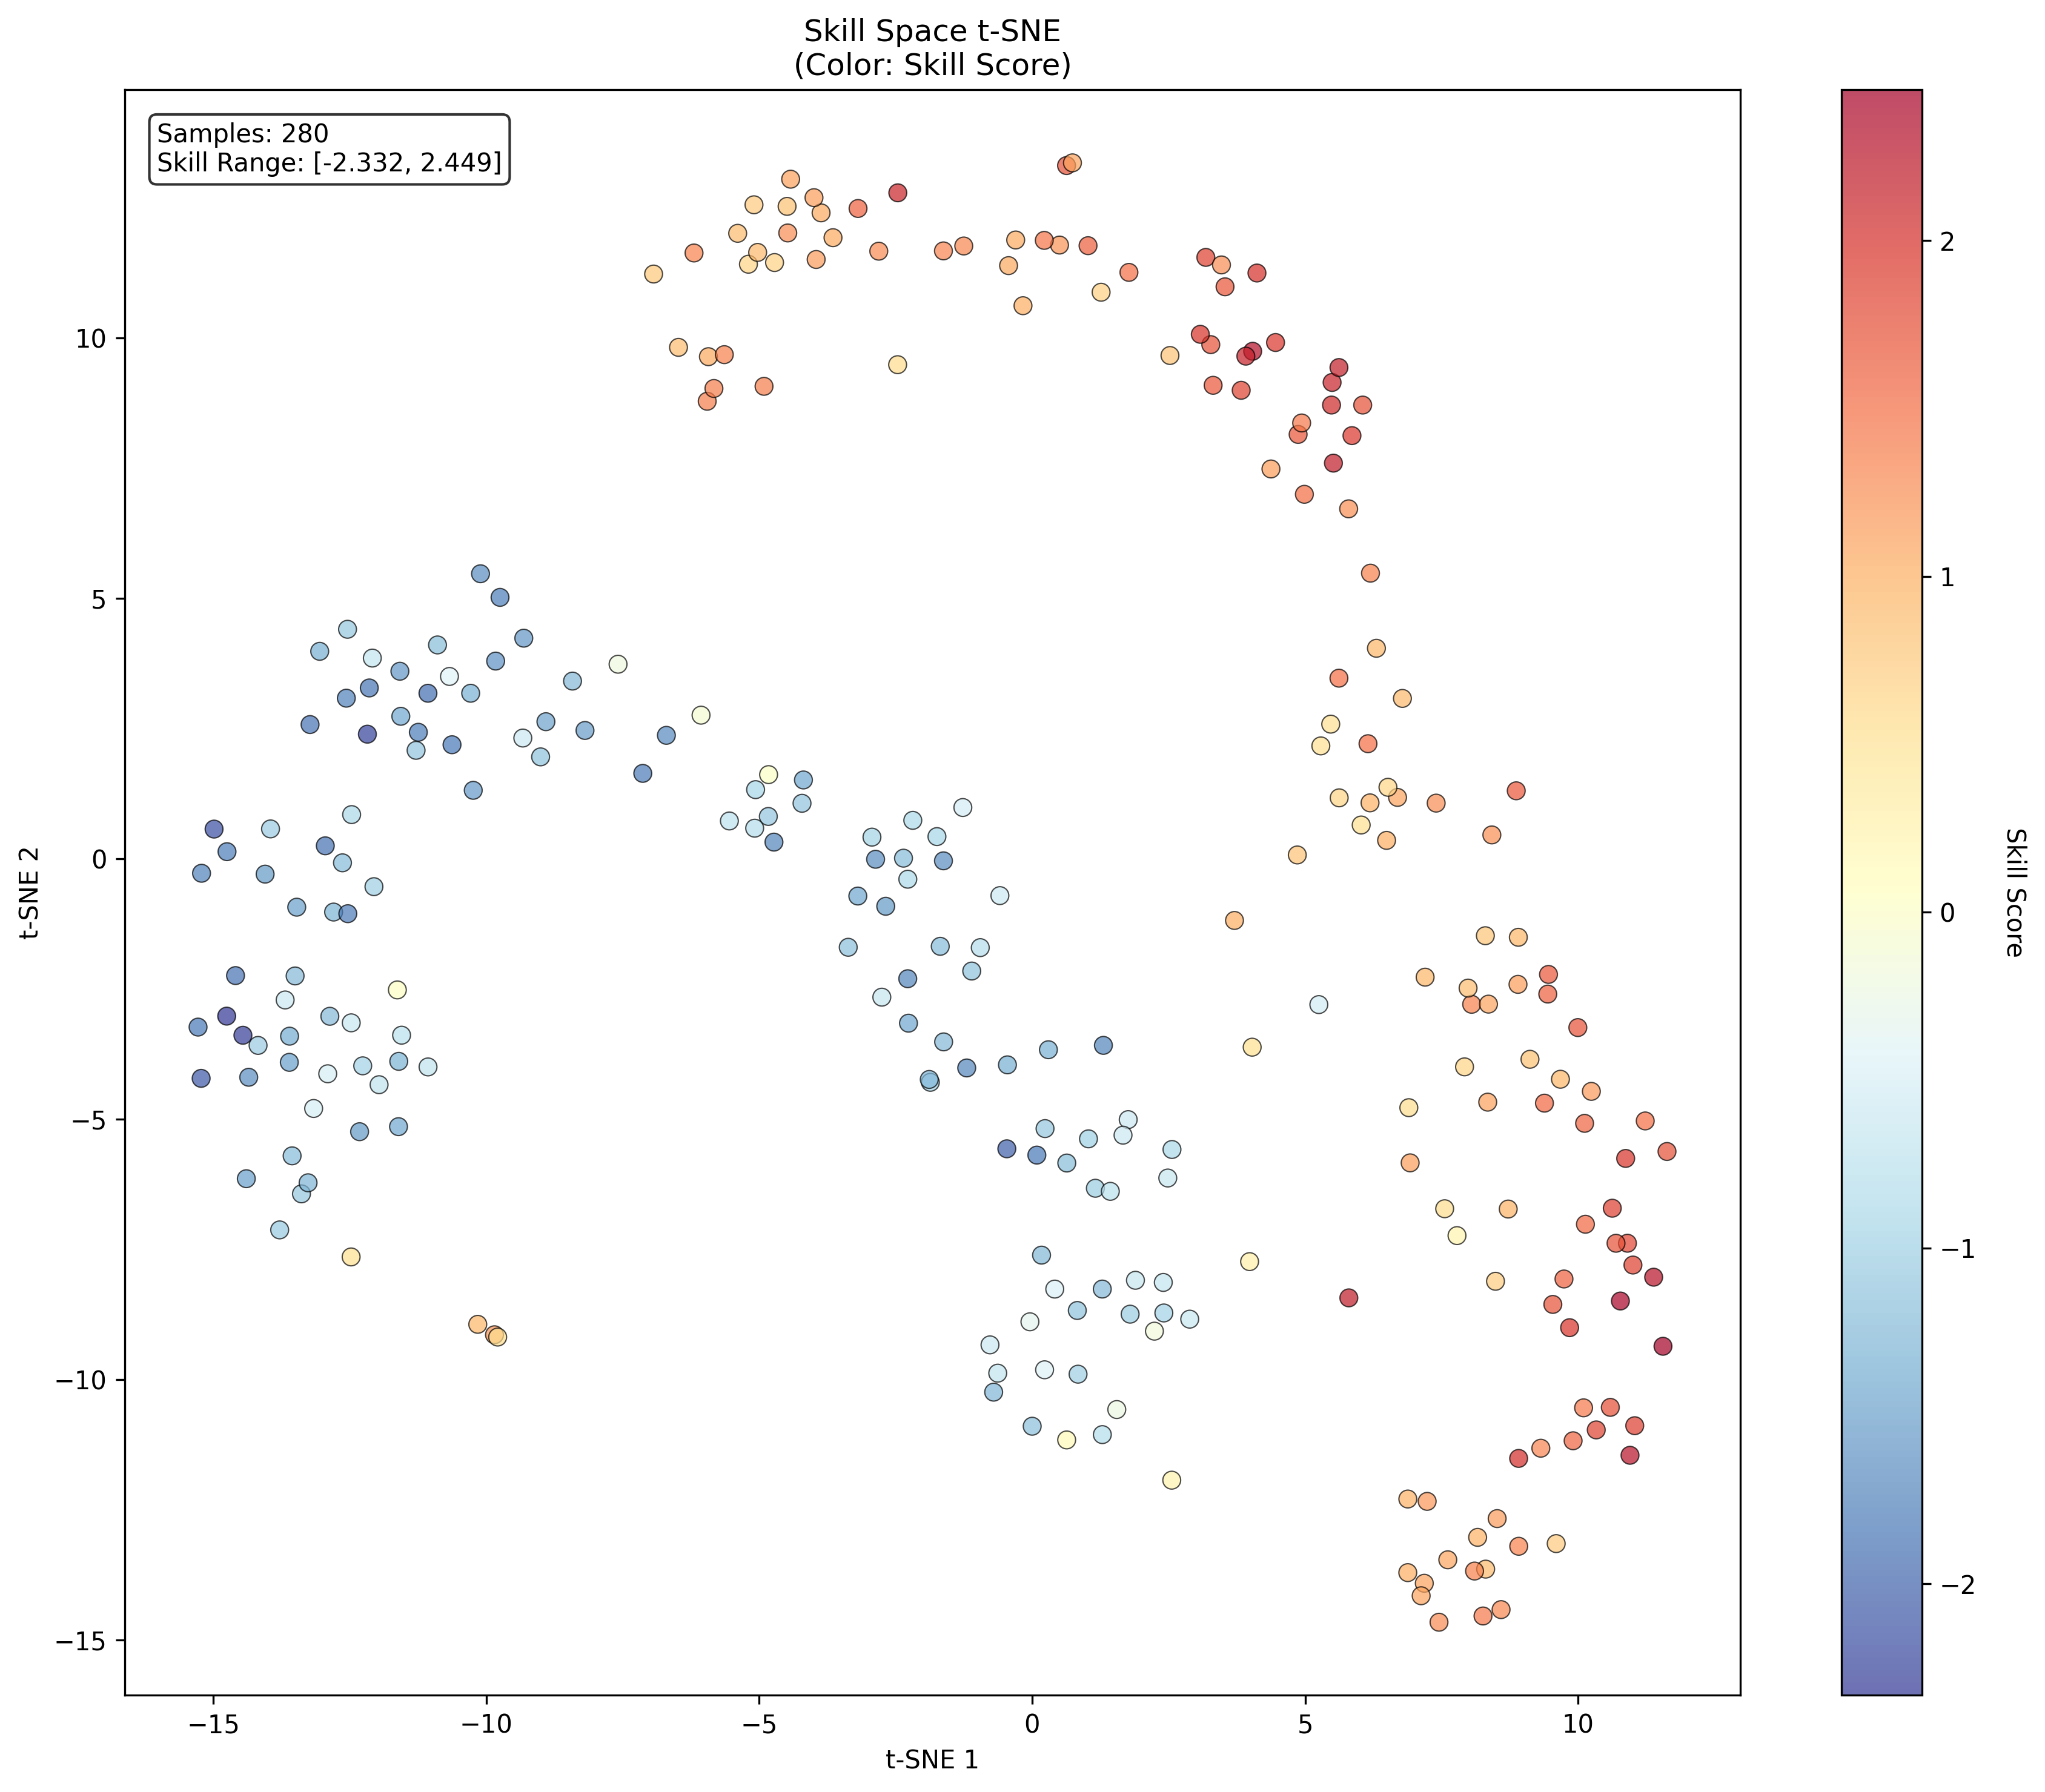 Skill Space t-SNE
(Color: Skill Score)
Samples: 280
Skill Range: [-2.332, 2.449]
10
5
0
−5
−10
−15
t-SNE 2
−15
−10
−5
0
5
10
t-SNE 1
2
1
0
−1
−2
Skill Score